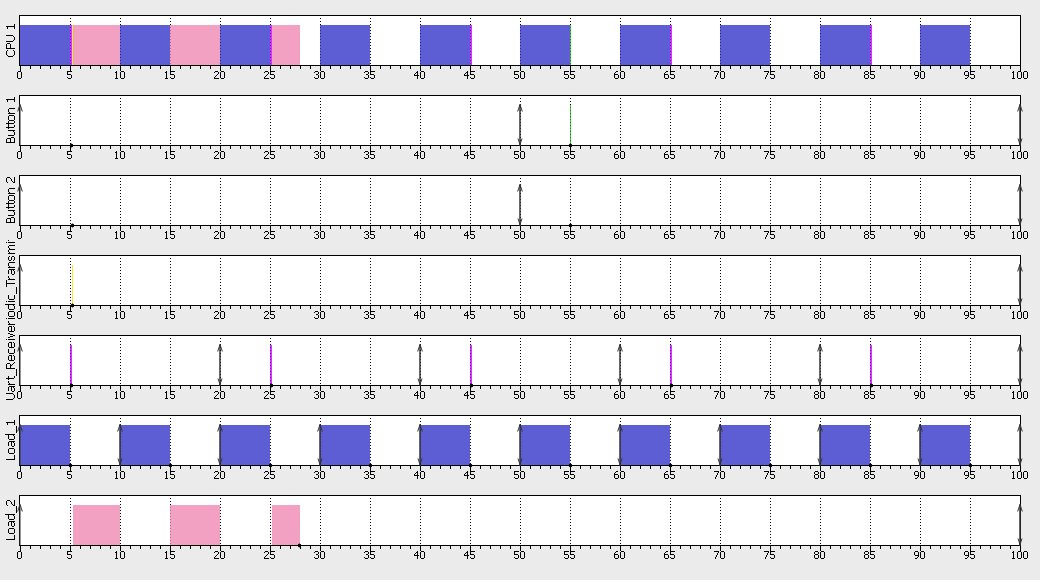 CPU 1
0 5 10 15 20 25 30 35 40 45 50 55 60 65 70 75 80 85 90 95 100
Button 1
0 5 10 15 20 25 30 35 40 45 50 55 60 65 70 75 80 85 90 95 100
Button 2
0 5 10 15 20 25 30 35 40 45 50 55 60 65 70 75 80 85 90 95 100
riodic_Transmi
0 5 10 15 20 25 30 35 40 45 50 55 60 65 70 75 80 85 90 95 100
Uart_Receive
0 5 10 15 20 25 30 35 40 45 50 55 60 65 70 75 80 85 90 95 100
Load_1
0 5 10 15 20 25 30 35 40 45 50 55 60 65 70 75 80 85 90 95 100
Load_2
0 5 10 15 20 25 30 35 40 45 50 55 60 65 70 75 80 85 90 95 100